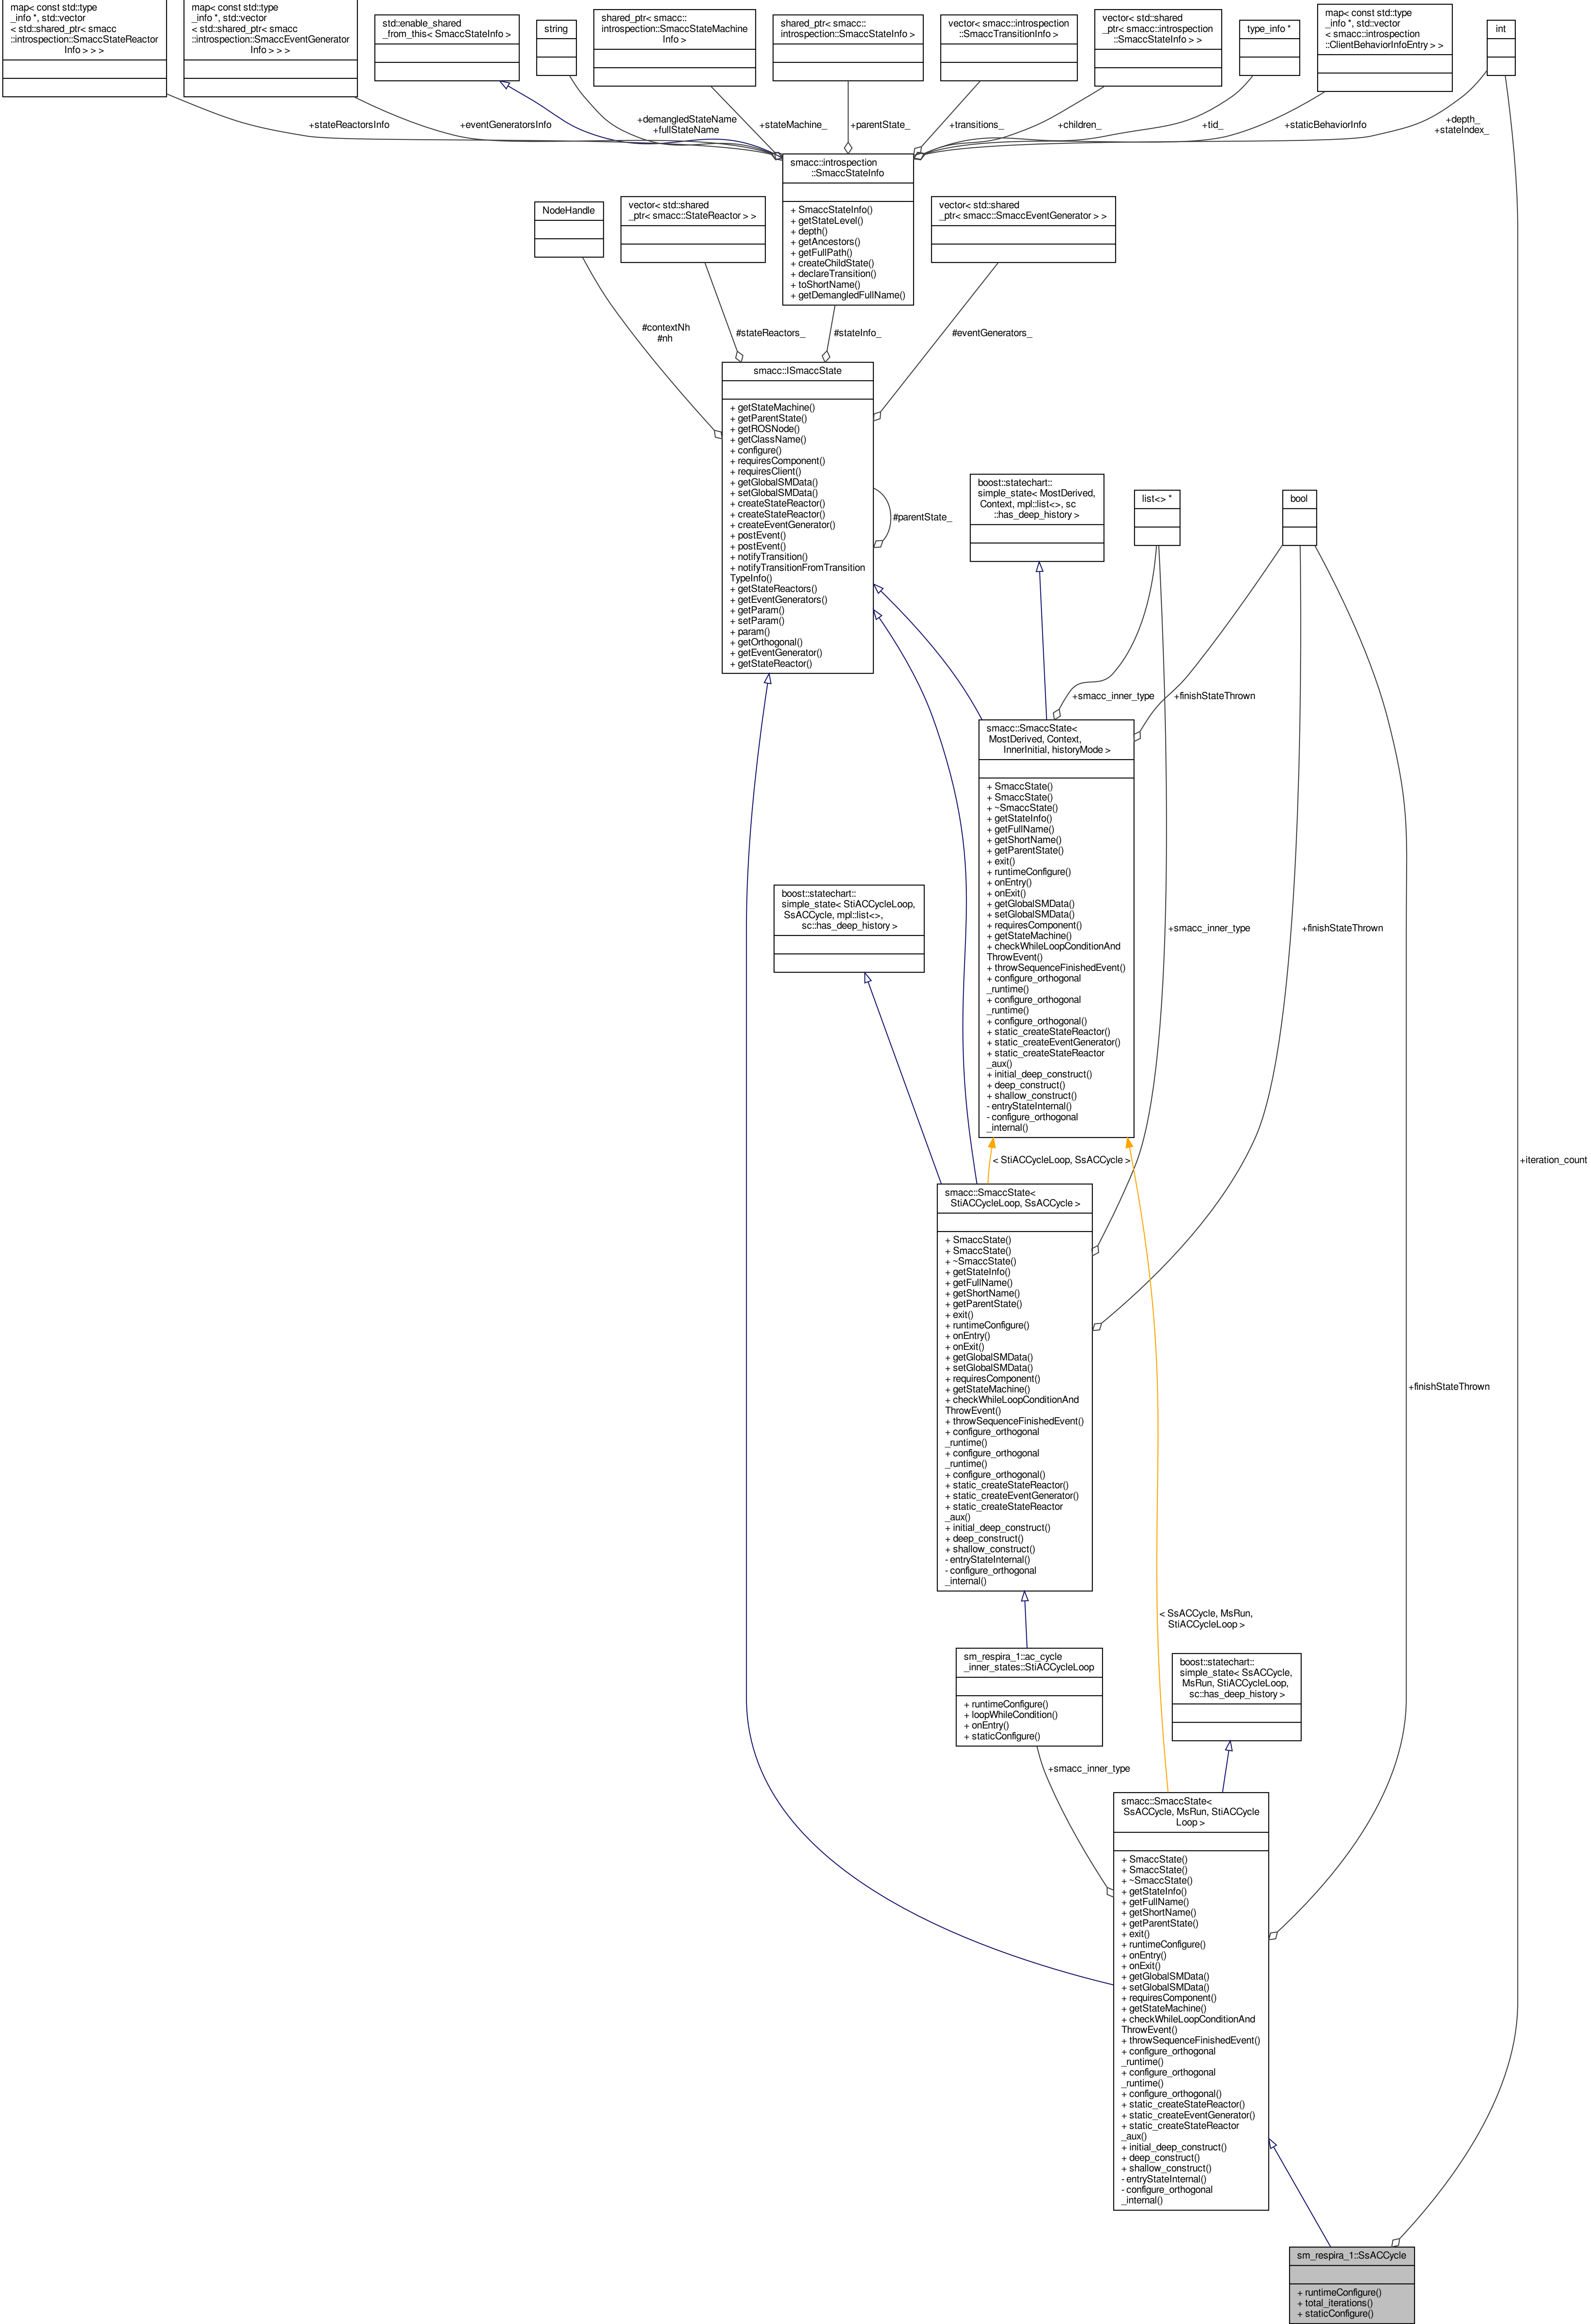 map< const std::type
_info *, std::vector
< std::shared_ptr< smacc
::introspection::SmaccStateReactor
Info > > >
map< const std::type
_info *, std::vector
< std::shared_ptr< smacc
::introspection::SmaccEventGenerator
Info > > >
std::enable_shared
_from_this< SmaccStateInfo >
string
shared_ptr< smacc::
introspection::SmaccStateMachine
Info >
shared_ptr< smacc::
introspection::SmaccStateInfo >
vector< smacc::introspection
::SmaccTransitionInfo >
vector< std::shared
_ptr< smacc::introspection
::SmaccStateInfo > >
type_info *
map< const std::type
_info *, std::vector
< smacc::introspection
::ClientBehaviorInfoEntry > >
int
+stateReactorsInfo
+eventGeneratorsInfo
+demangledStateName
+fullStateName
+stateMachine_
+parentState_
+transitions_
+children_
+tid_
+staticBehaviorInfo
+depth_
+stateIndex_
smacc::introspection
::SmaccStateInfo
+ SmaccStateInfo()
+ getStateLevel()
+ depth()
+ getAncestors()
+ getFullPath()
+ createChildState()
+ declareTransition()
+ toShortName()
+ getDemangledFullName()
NodeHandle
vector< std::shared
_ptr< smacc::StateReactor > >
vector< std::shared
_ptr< smacc::SmaccEventGenerator > >
#contextNh
#nh
#stateReactors_
#stateInfo_
#eventGenerators_
smacc::ISmaccState
+ getStateMachine()
+ getParentState()
+ getROSNode()
+ getClassName()
+ configure()
+ requiresComponent()
+ requiresClient()
+ getGlobalSMData()
+ setGlobalSMData()
+ createStateReactor()
+ createStateReactor()
+ createEventGenerator()
+ postEvent()
+ postEvent()
+ notifyTransition()
+ notifyTransitionFromTransition
TypeInfo()
+ getStateReactors()
+ getEventGenerators()
+ getParam()
+ setParam()
+ param()
+ getOrthogonal()
+ getEventGenerator()
+ getStateReactor()
#parentState_
boost::statechart::
simple_state< MostDerived,
Context, mpl::list<>, sc
::has_deep_history >
list<> *
bool
+smacc_inner_type
+finishStateThrown
smacc::SmaccState<
MostDerived, Context,
InnerInitial, historyMode >
+ SmaccState()
+ SmaccState()
+ ~SmaccState()
+ getStateInfo()
+ getFullName()
+ getShortName()
+ getParentState()
+ exit()
+ runtimeConfigure()
+ onEntry()
+ onExit()
+ getGlobalSMData()
+ setGlobalSMData()
+ requiresComponent()
+ getStateMachine()
+ checkWhileLoopConditionAnd
ThrowEvent()
+ throwSequenceFinishedEvent()
+ configure_orthogonal
_runtime()
+ configure_orthogonal
_runtime()
+ configure_orthogonal()
+ static_createStateReactor()
+ static_createEventGenerator()
+ static_createStateReactor
_aux()
+ initial_deep_construct()
+ deep_construct()
+ shallow_construct()
- entryStateInternal()
- configure_orthogonal
_internal()
boost::statechart::
simple_state< StiACCycleLoop,
SsACCycle, mpl::list<>,
sc::has_deep_history >
+smacc_inner_type
+finishStateThrown
< StiACCycleLoop, SsACCycle >
+iteration_count
smacc::SmaccState<
StiACCycleLoop, SsACCycle >
+ SmaccState()
+ SmaccState()
+ ~SmaccState()
+ getStateInfo()
+ getFullName()
+ getShortName()
+ getParentState()
+ exit()
+ runtimeConfigure()
+ onEntry()
+ onExit()
+ getGlobalSMData()
+ setGlobalSMData()
+ requiresComponent()
+ getStateMachine()
+ checkWhileLoopConditionAnd
ThrowEvent()
+ throwSequenceFinishedEvent()
+ configure_orthogonal
_runtime()
+ configure_orthogonal
_runtime()
+ configure_orthogonal()
+ static_createStateReactor()
+ static_createEventGenerator()
+ static_createStateReactor
_aux()
+ initial_deep_construct()
+ deep_construct()
+ shallow_construct()
- entryStateInternal()
- configure_orthogonal
_internal()
+finishStateThrown
< SsACCycle, MsRun,
StiACCycleLoop >
sm_respira_1::ac_cycle
_inner_states::StiACCycleLoop
+ runtimeConfigure()
+ loopWhileCondition()
+ onEntry()
+ staticConfigure()
boost::statechart::
simple_state< SsACCycle,
MsRun, StiACCycleLoop,
sc::has_deep_history >
+smacc_inner_type
smacc::SmaccState<
SsACCycle, MsRun, StiACCycle
Loop >
+ SmaccState()
+ SmaccState()
+ ~SmaccState()
+ getStateInfo()
+ getFullName()
+ getShortName()
+ getParentState()
+ exit()
+ runtimeConfigure()
+ onEntry()
+ onExit()
+ getGlobalSMData()
+ setGlobalSMData()
+ requiresComponent()
+ getStateMachine()
+ checkWhileLoopConditionAnd
ThrowEvent()
+ throwSequenceFinishedEvent()
+ configure_orthogonal
_runtime()
+ configure_orthogonal
_runtime()
+ configure_orthogonal()
+ static_createStateReactor()
+ static_createEventGenerator()
+ static_createStateReactor
_aux()
+ initial_deep_construct()
+ deep_construct()
+ shallow_construct()
- entryStateInternal()
- configure_orthogonal
_internal()
sm_respira_1::SsACCycle
+ runtimeConfigure()
+ total_iterations()
+ staticConfigure()